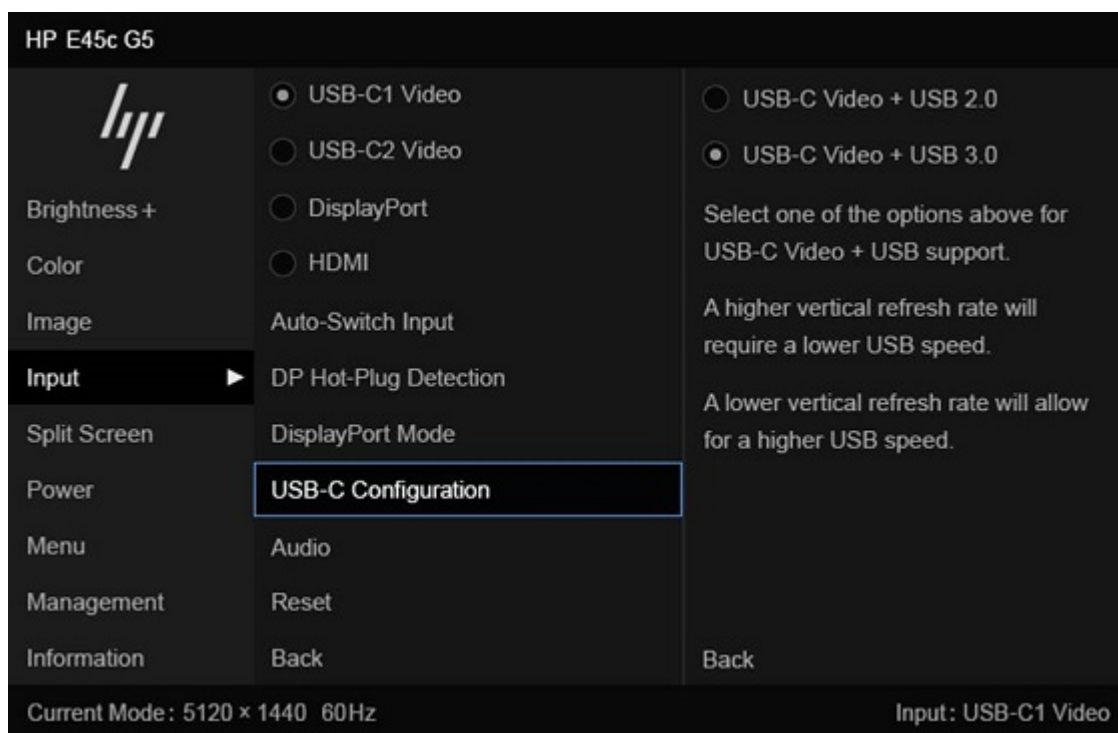 HP E45c G5
hp
Brightness +
Color
Image
Input
Split Screen
Power
Menu
Management
Information
USB-C1 Video
USB-C2 Video
DisplayPort
HDMI
Auto-Switch Input
DP Hot-Plug Detection
DisplayPort Mode
USB-C Configuration
Audio
Reset
Back
USB-C Video + USB 2.0
USB-C Video + USB 3.0
Select one of the options above for
USB-C Video + USB support.
A higher vertical refresh rate will
require a lower USB speed.
A lower vertical refresh rate will allow
for a higher USB speed.
Back
Current Mode: 5120 × 1440 60Hz
Input: USB-C1 Video